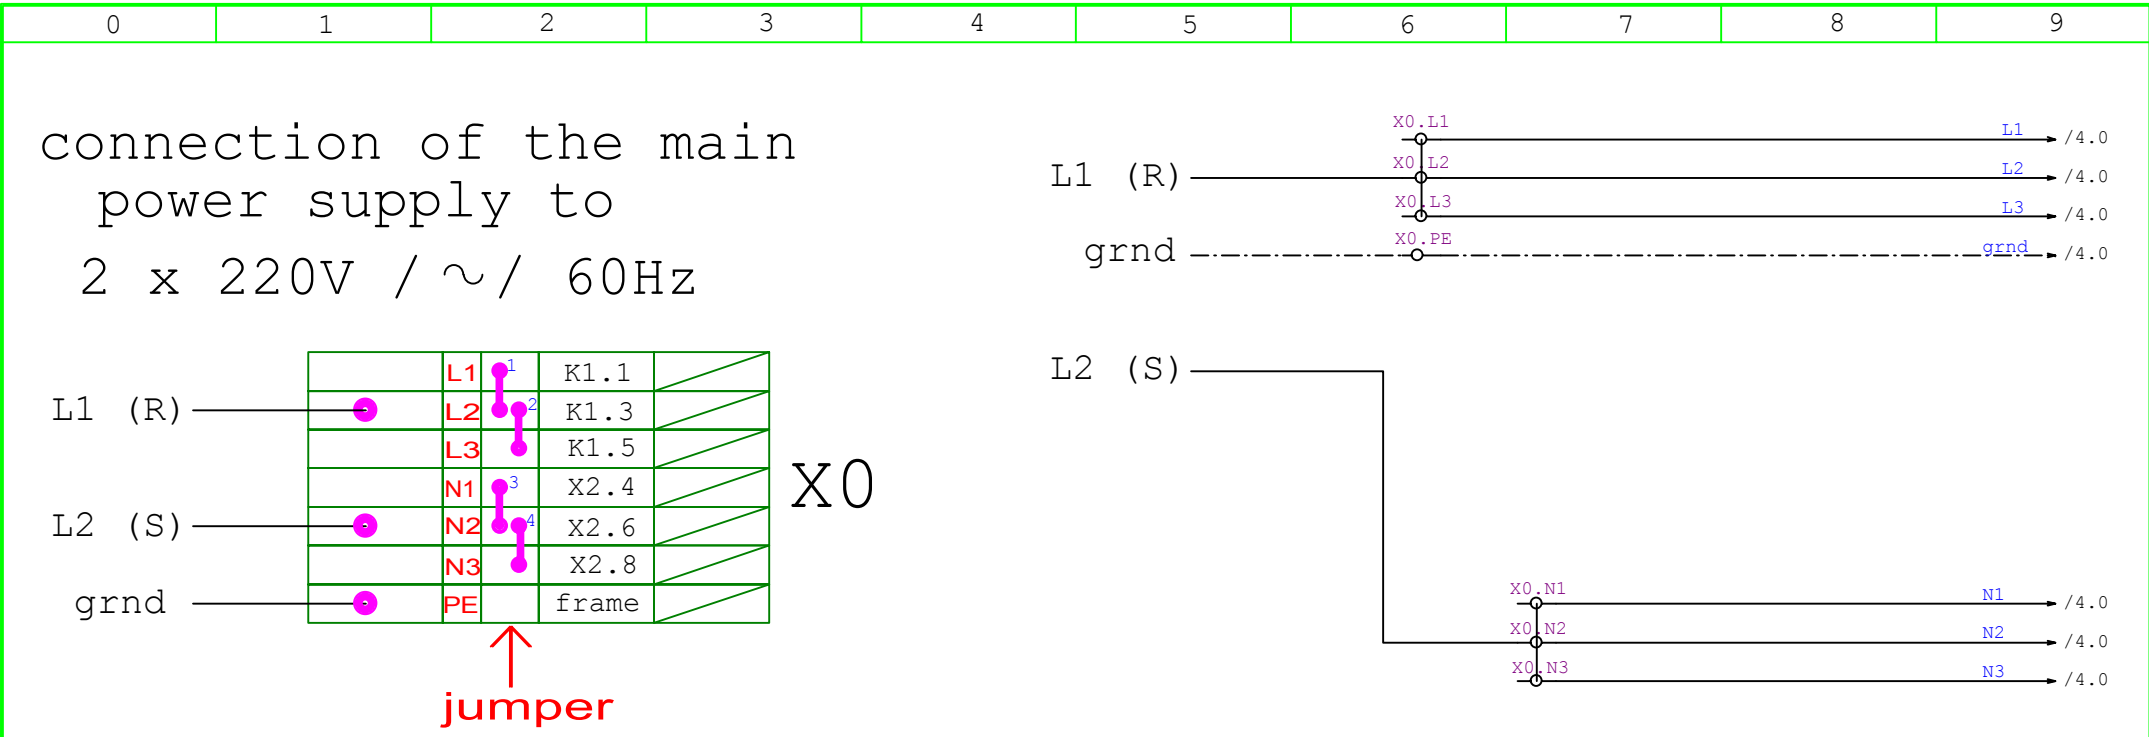 0 1 2 3 4 5 6 7 8 9
connection of the main
power supply to
2 x 220V /~/ 60Hz
L1 K1.1
L1 (R) L2 K1.3
L3 K1.5
N1 X2.4
L2 (S) N2 X2.6
N3 X2.8
grnd PE frame
1
2
3
4
X0
jumper
X0.L1 L1 /4.0
L1 (R) X0.L2 L2 /4.0
X0.L3 L3 /4.0
grnd X0.PE grnd /4.0
L2 (S)
X0.N1 N1 /4.0
X0.N2 N2 /4.0
X0.N3 N3 /4.0